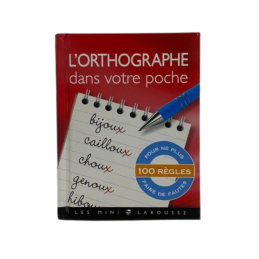 L'ORTHOGRAPHE
dans votre poche
bijoux
cailloux
choux
genoux
hiboux
POUR NE PLUS
100 RÈGLES
FAIRE DE FAUTES
LES MINI LAROUSSE